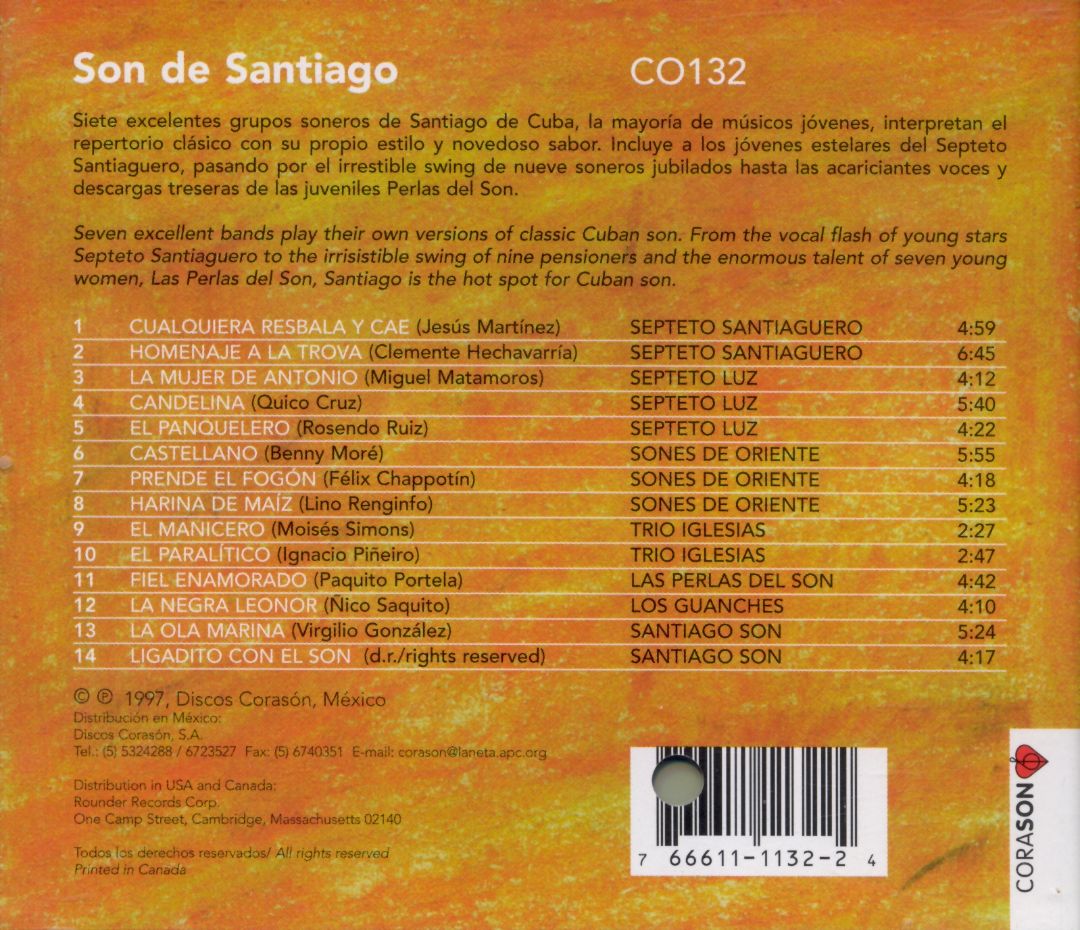 Son de Santiago CO132
Siete excelentes grupos soneros de Santiago de Cuba, la mayoría de músicos jóvenes, interpretan el
repertorio clásico con su propio estilo y novedoso sabor. Incluye a los jóvenes estelares del Septeto
Santiaguero, pasando por el irrestible swing de nueve soneros jubilados hasta las acariciantes voces y
descargas treseras de las juveniles Perlas del Son.
Seven excellent bands play their own versions of classic Cuban son. From the vocal flash of young stars
Septeto Santiaguero to the irrisistible swing of nine pensioners and the enormous talent of seven young
women, Las Perlas del Son, Santiago is the hot spot for Cuban son.
1 CUALQUIERA RESBALA Y CAE (Jesús Martínez) SEPTETO SANTIAGUERO 4:59
2 HOMENAJE A LA TROVA (Clemente Hechavarría) SEPTETO SANTIAGUERO 6:45
3 LA MUJER DE ANTONIO (Miguel Matamoros) SEPTETO LUZ 4:12
4 CANDELINA (Quico Cruz) SEPTETO LUZ 5:40
5 EL PANQUELERO (Rosendo Ruiz) SEPTETO LUZ 4:22
6 CASTELLANO (Benny Moré) SONES DE ORIENTE 5:55
7 PRENDE EL FOGÓN (Félix Chappotín) SONES DE ORIENTE 4:18
8 HARINA DE MAÍZ (Lino Renginfo) SONES DE ORIENTE 5:23
9 EL MANICERO (Moisés Simons) TRIO IGLESIAS 2:27
10 EL PARALÍTICO (Ignacio Piñeiro) TRIO IGLESIAS 2:47
11 FIEL ENAMORADO (Paquito Portela) LAS PERLAS DEL SON 4:42
12 LA NEGRA LEONOR (Ñico Saquito) LOS GUANCHES 4:10
13 LA OLA MARINA (Virgilio González) SANTIAGO SON 5:24
14 LIGADITO CON EL SON (d.r./rights reserved) SANTIAGO SON 4:17
© ℗ 1997, Discos Corasón, México
Distribución en México:
Discos Corasón, S.A.
Tel.: (5) 5324288 / 6723527 Fax: (5) 6740351 E-mail: corason@laneta.apc.org
Distribution in USA and Canada:
Rounder Records Corp.
One Camp Street, Cambridge, Massachusetts 02140
Todos los derechos reservados/ All rights reserved
Printed in Canada
7 66611-1132-2 4
CORASON